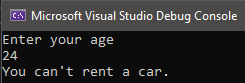 Microsoft Visual Studio Debug Console
Enter your age
24
You can't rent a car.